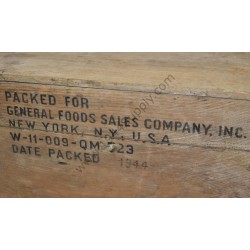 PACKED FOR
GENERAL FOODS SALES COMPANY, INC.
NEW YORK, N.Y., U.S.A.
W-11-009-QM-523
DATE PACKED 1944